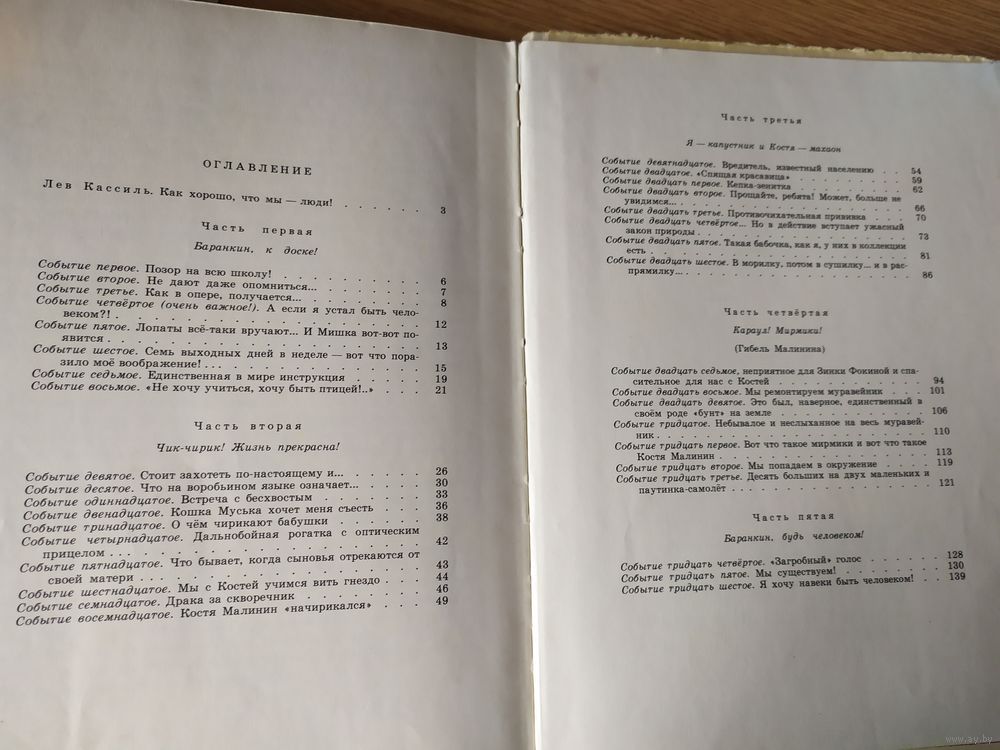 ОГЛАВЛЕНИЕ
Лев Кассиль. Как хорошо, что мы — люди! . . . . . . 3
Часть первая
Баранкин, к доске!
Событие первое. Позор на всю школу! . . . . . . . . 6
Событие второе. Не дают даже опомниться... . . . . . . 7
Событие третье. Как в опере, получается... . . . . . . 8
Событие четвёртое (очень важное!). А если я устал быть чело-
веком?! . . . . . . . . . . . . . . . . 12
Событие пятое. Лопаты всё-таки вручают... И Мишка вот-вот по-
явится . . . . . . . . . . . . . . . . 13
Событие шестое. Семь выходных дней в неделе — вот что пора-
зило моё воображение! . . . . . . . . . . . 15
Событие седьмое. Единственная в мире инструкция . . . . 19
Событие восьмое. «Не хочу учиться, хочу быть птицей!..» . . . 21
Часть вторая
Чик-чирик! Жизнь прекрасна!
Событие девятое. Стоит захотеть по-настоящему и... . . . . . 26
Событие десятое. Что на воробьином языке означает... . . . . 30
Событие одиннадцатое. Встреча с бесхвостым . . . . . . 33
Событие двенадцатое. Кошка Муська хочет меня съесть . . . 36
Событие тринадцатое. О чём чирикают бабушки . . . . . 38
Событие четырнадцатое. Дальнобойная рогатка с оптическим
прицелом . . . . . . . . . . . . . . . . 42
Событие пятнадцатое. Что бывает, когда сыновья отрекаются от
своей матери . . . . . . . . . . . . . . . 43
Событие шестнадцатое. Мы с Костей учимся вить гнездо . . . 44
Событие семнадцатое. Драка за скворечник . . . . . . . 46
Событие восемнадцатое. Костя Малинин «начирикался» . . . 49
Часть третья
Я — капустник и Костя — махаон
Событие девятнадцатое. Вредитель, известный населению . . 54
Событие двадцатое. «Спящая красавица» . . . . . . . . 59
Событие двадцать первое. Кепка-зенитка . . . . . . . . 62
Событие двадцать второе. Прощайте, ребята! Может, больше не
увидимся... . . . . . . . . . . . . . . . 66
Событие двадцать третье. Противочихательная прививка . . . 70
Событие двадцать четвёртое... Но в действие вступает ужасный
закон природы . . . . . . . . . . . . . . 73
Событие двадцать пятое. Такая бабочка, как я, у них в коллекции
есть . . . . . . . . . . . . . . . . . 81
Событие двадцать шестое. В морилку, потом в сушилку... и в рас-
прямилку... . . . . . . . . . . . . . . . 86
Часть четвёртая
Караул! Мирмики!
(Гибель Малинина)
Событие двадцать седьмое, неприятное для Зинки Фокиной и спа-
сительное для нас с Костей . . . . . . . . . . 94
Событие двадцать восьмое. Мы ремонтируем муравейник . . . 101
Событие двадцать девятое. Это был, наверное, единственный в
своём роде «бунт» на земле . . . . . . . . . . 106
Событие тридцатое. Небывалое и неслыханное на весь муравей-
ник . . . . . . . . . . . . . . . . . 110
Событие тридцать первое. Вот что такое мирмики и вот что такое
Костя Малинин . . . . . . . . . . . . . . 113
Событие тридцать второе. Мы попадаем в окружение . . . . 119
Событие тридцать третье. Десять больших на двух маленьких и
паутинка-самолёт . . . . . . . . . . . . . 121
Часть пятая
Баранкин, будь человеком!
Событие тридцать четвёртое. «Загробный» голос . . . . . 128
Событие тридцать пятое. Мы существуем! . . . . . . . 130
Событие тридцать шестое. Я хочу навеки быть человеком! . . 139
www.ay.by